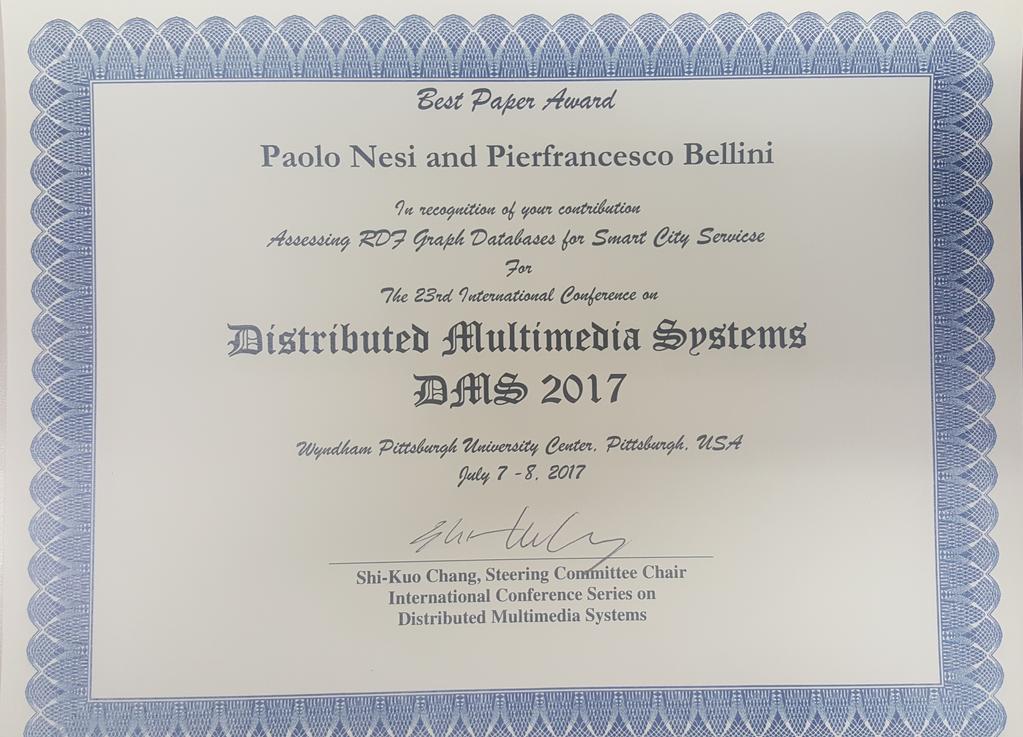 Best Paper Award
Paolo Nesi and Pierfrancesco Bellini
In recognition of your contribution
Assessing RDF Graph Databases for Smart City Servicse
For
The 23rd International Conference on
Distributed Multimedia Systems
DMS 2017
Wyndham Pittsburgh University Center, Pittsburgh, USA
July 7 -8, 2017
Shi-Kuo Chang, Steering Committee Chair
International Conference Series on
Distributed Multimedia Systems